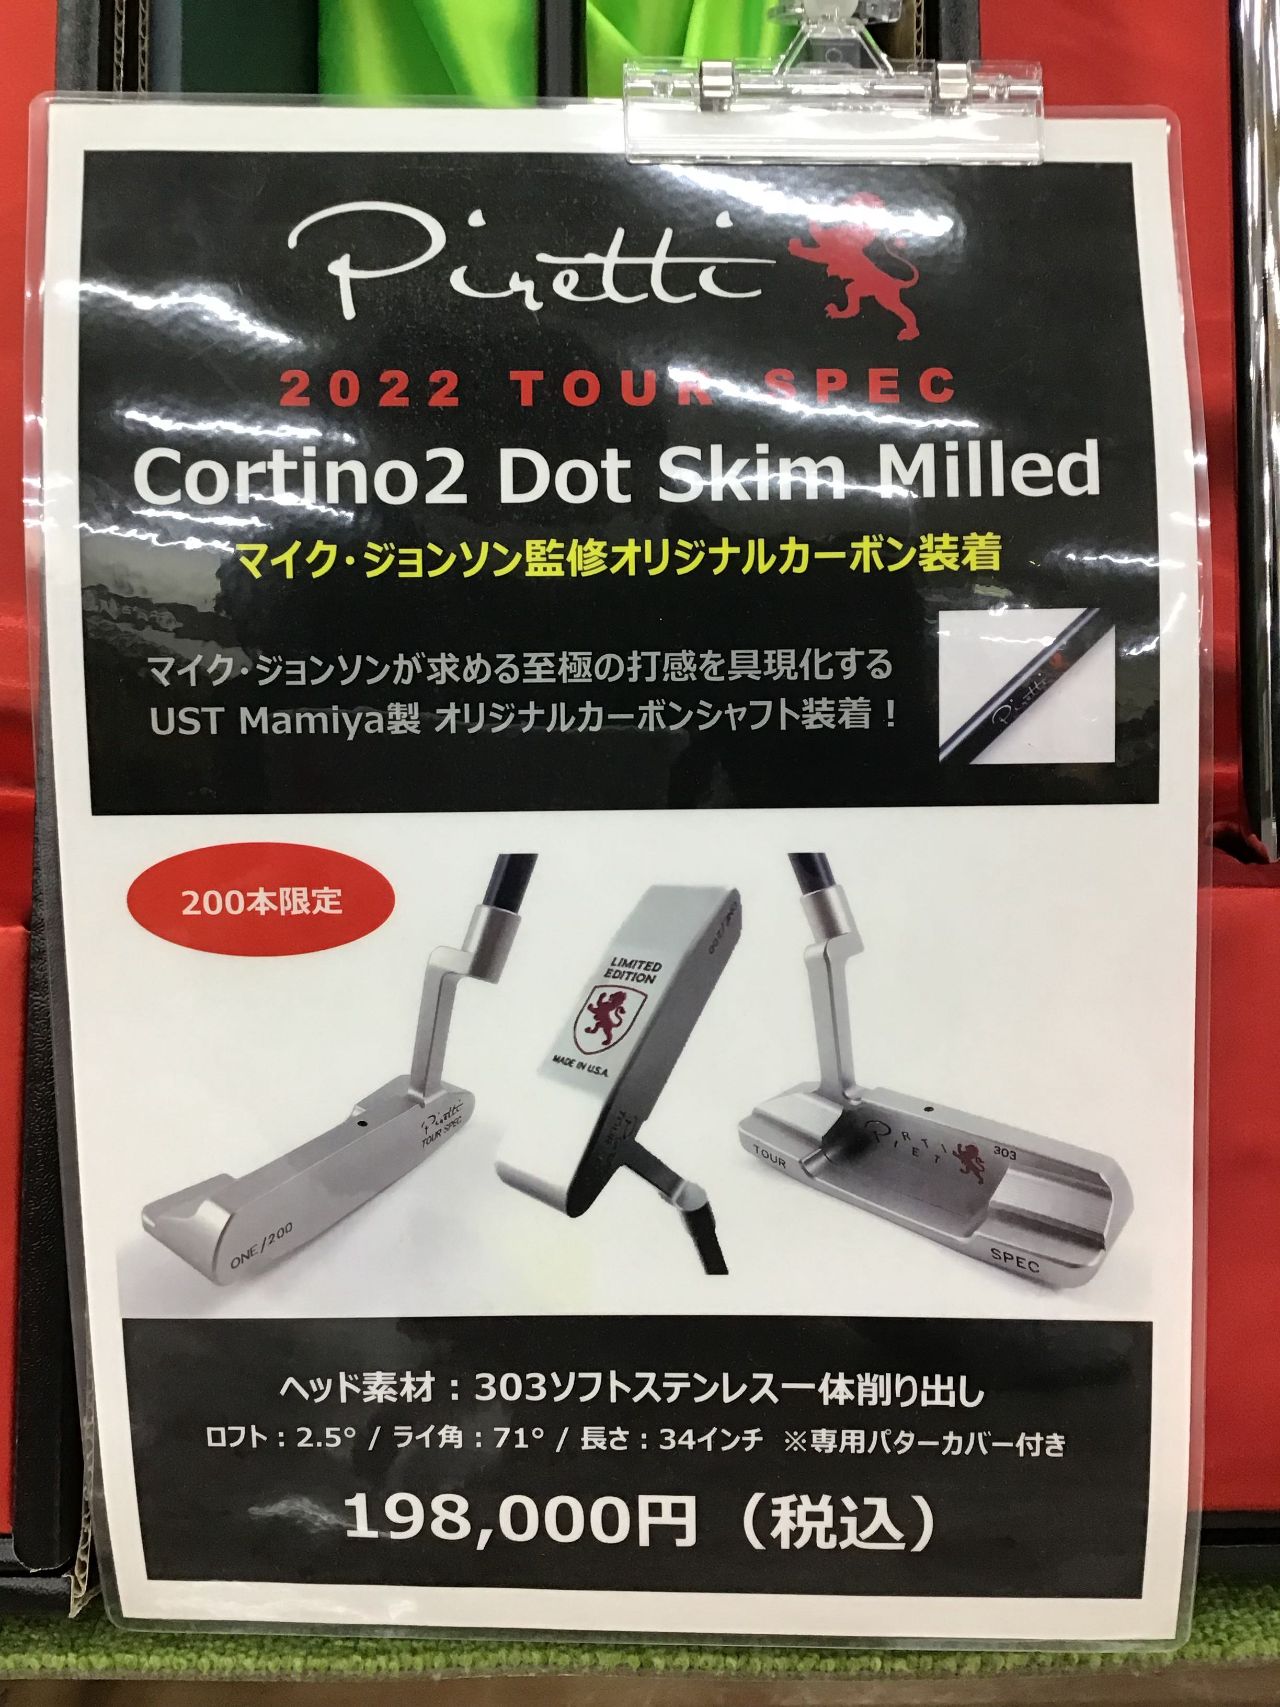 Piretti
2022 TOUR SPEC
Cortino2 Dot Skim Milled
マイク・ジョンソン監修オリジナルカーボン装着
マイク・ジョンソンが求める至極の打感を具現化する
UST Mamiya製 オリジナルカーボンシャフト装着！
Piretti
200本限定
ONE/200
LIMITED
EDITION
MADE IN U.S.A.
Piretti
TOUR SPEC
ONE/200
PIRETTI
303
TOUR
SPEC
ヘッド素材：303ソフトステンレス一体削り出し
ロフト：2.5° / ライ角：71° / 長さ：34インチ ※専用パターカバー付き
198,000円（税込）